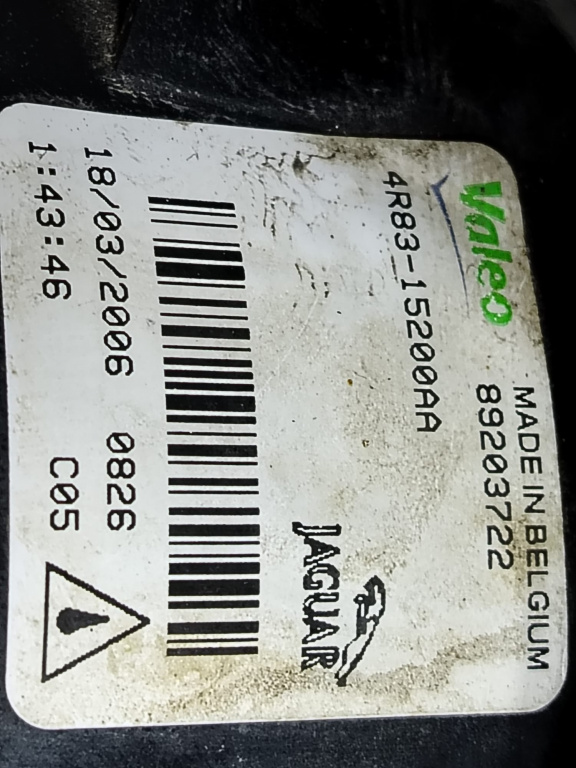 Valeo
MADE IN BELGIUM
89203722
4R83-15200AA
JAGUAR
18/03/2006 0826
1:43:46 C05